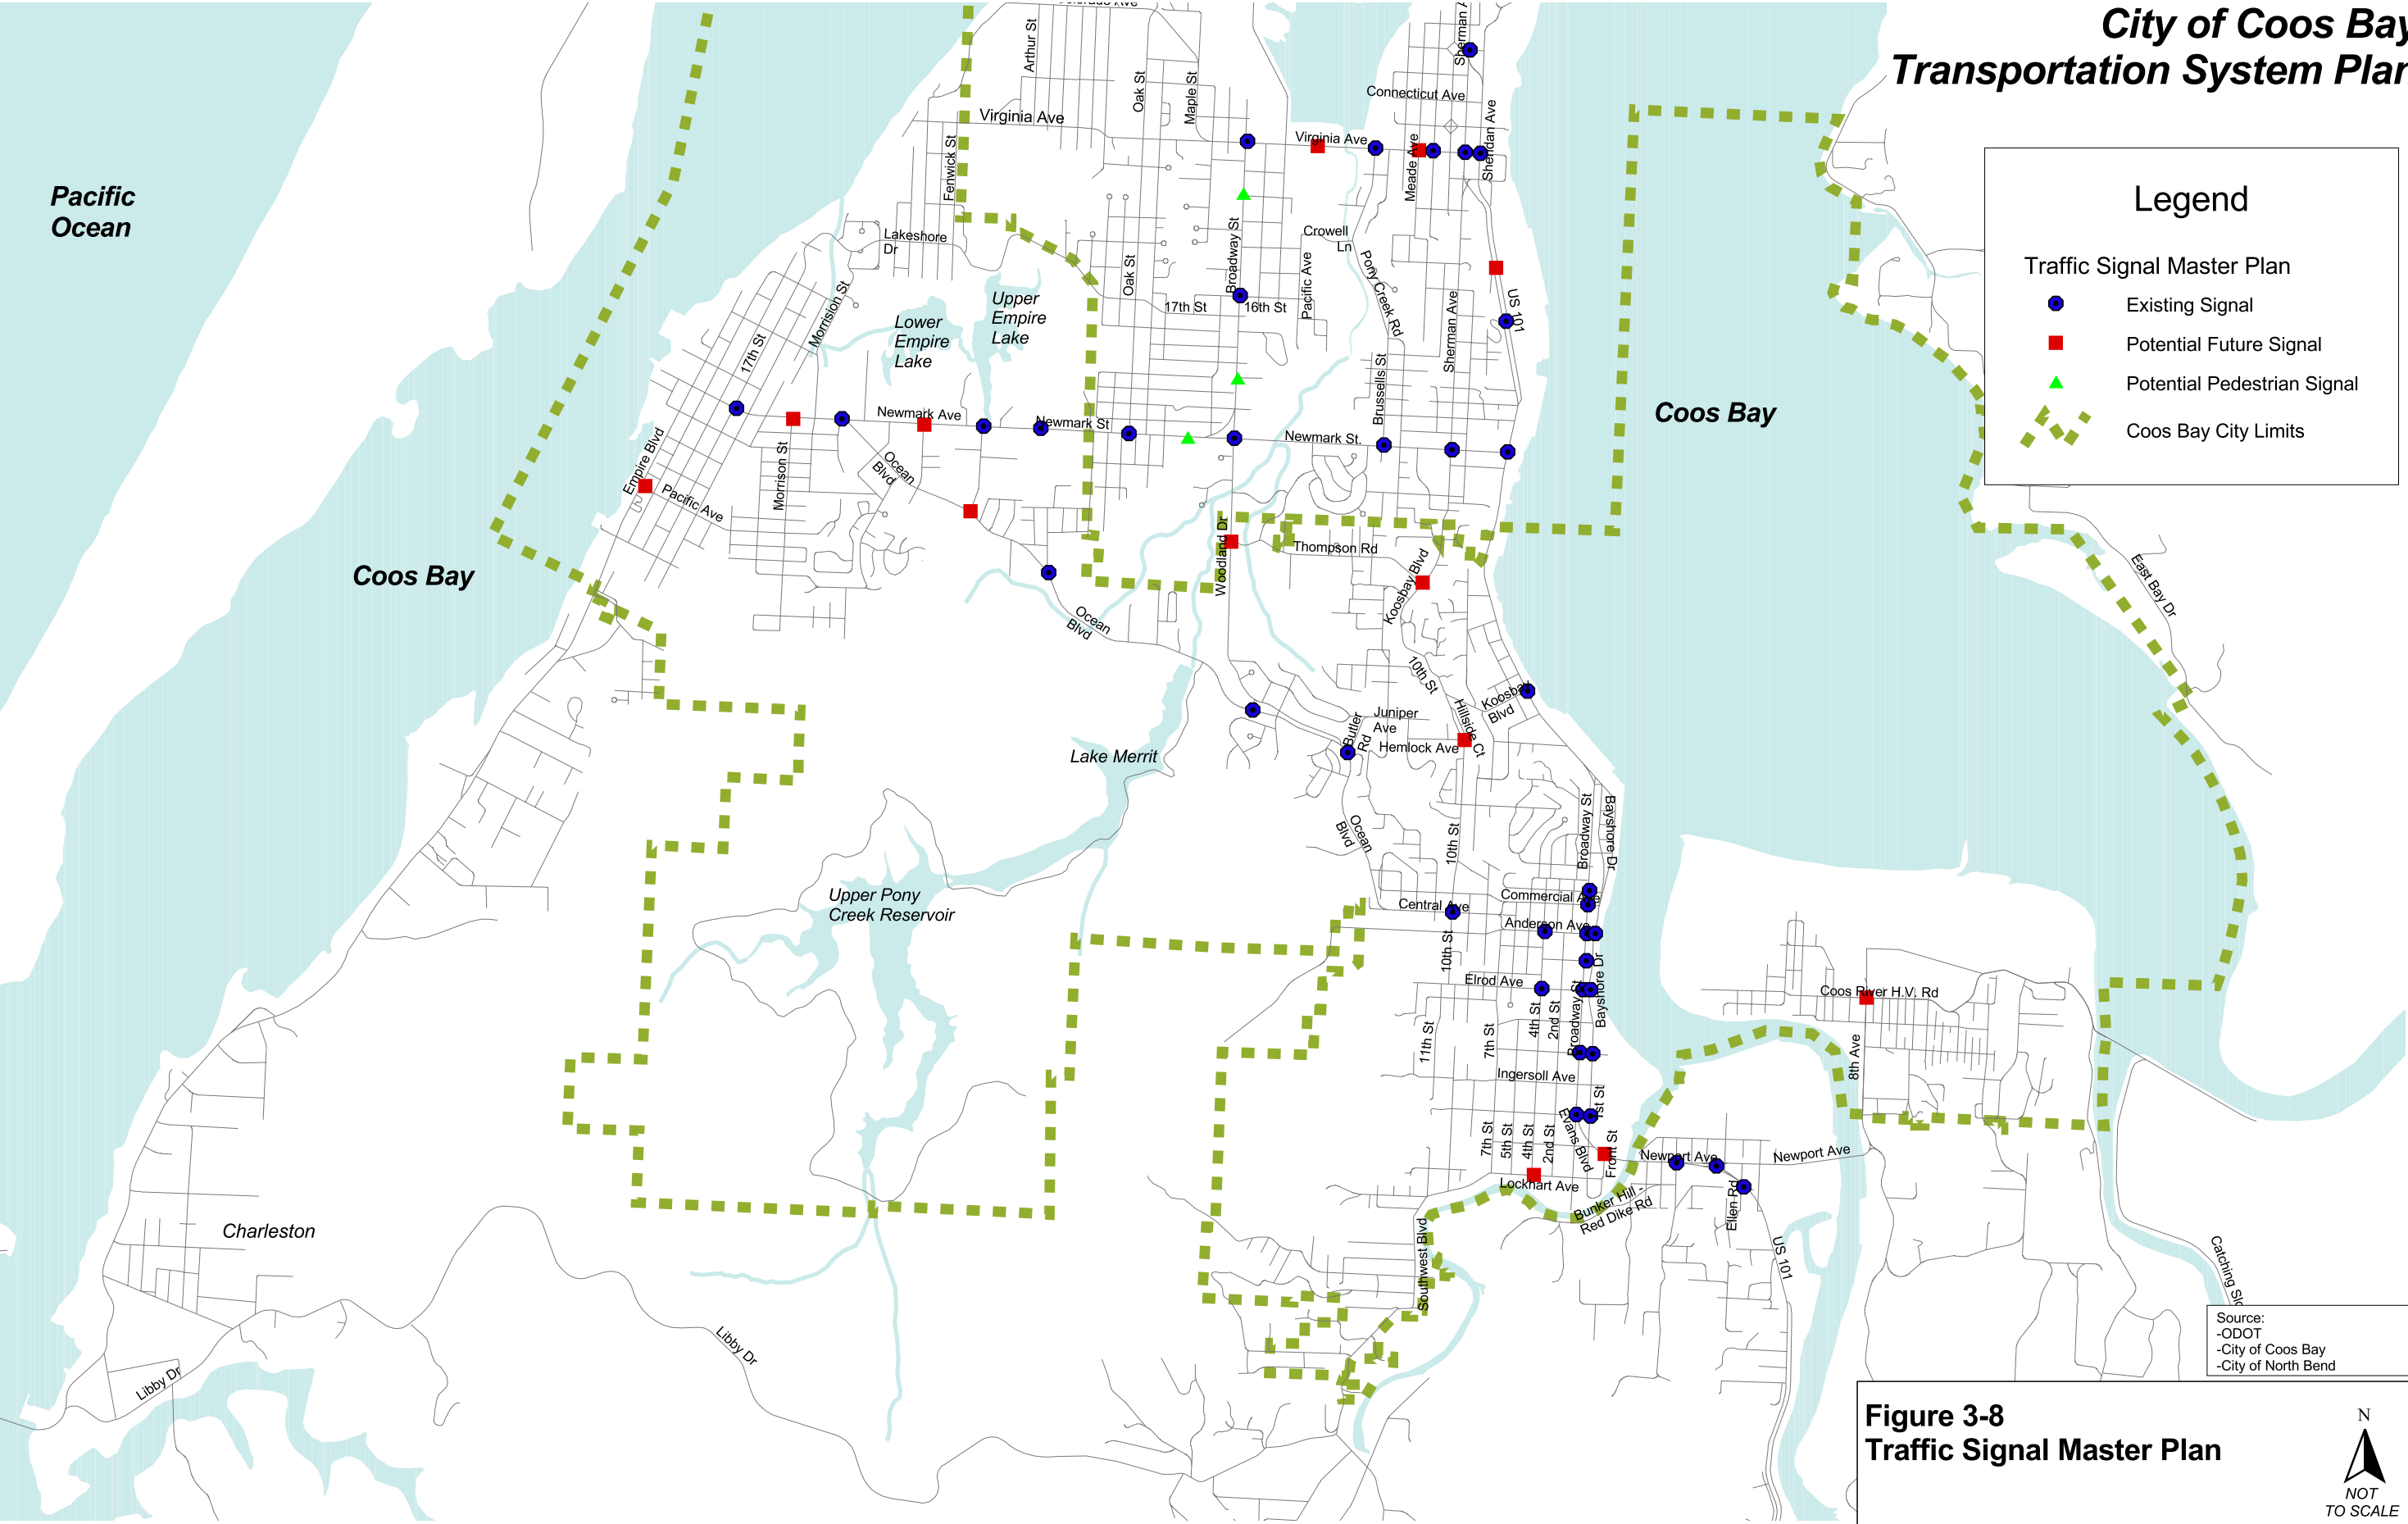 City of Coos Bay
Transportation System Plan
Legend
Traffic Signal Master Plan
Existing Signal
Potential Future Signal
Potential Pedestrian Signal
Coos Bay City Limits
Pacific
Ocean
Coos Bay
Coos Bay
Arthur St
Oak St
Maple St
Virginia Ave
Fenwick St
Lakeshore
Dr
Connecticut Ave
Sheridan Ave
Virginia Ave
Meade Ave
Crowell
Ln
Broadway St
Oak St
Pacific Ave
Pony Creek Rd
17th St
16th St
US 101
Sherman Ave
Brussells St
Morrision St
17th St
Lower
Empire
Lake
Upper
Empire
Lake
Newmark Ave
Newmark St
Newmark St.
Empire Blvd
Pacific Ave
Morrison St
Ocean
Blvd
Woodland Dr
Thompson Rd
Koosbay Blvd
Ocean
Blvd
10th St
Koosbay
Blvd
Hillside Ct
Juniper
Ave
Butler
Rd
Hemlock Ave
East Bay Dr
Lake Merrit
Ocean
Blvd
10th St
Broadway St
Bayshore Dr
Upper Pony
Creek Reservoir
Commercial Ave
Central Ave
Anderson Ave
10th St
Elrod Ave
Bayshore Dr
Broadway St
4th St
2nd St
11th St
7th St
Ingersoll Ave
1st St
Evans Blvd
7th St
5th St
4th St
2nd St
Front St
Lockhart Ave
Bunker Hill -
Red Dike Rd
Newport Ave
Newport Ave
Ellen Rd
US 101
Coos River H.V. Rd
8th Ave
Southwest Blvd
Charleston
Libby Dr
Libby Dr
Source:
-ODOT
-City of Coos Bay
-City of North Bend
Figure 3-8
Traffic Signal Master Plan
N
NOT
TO SCALE